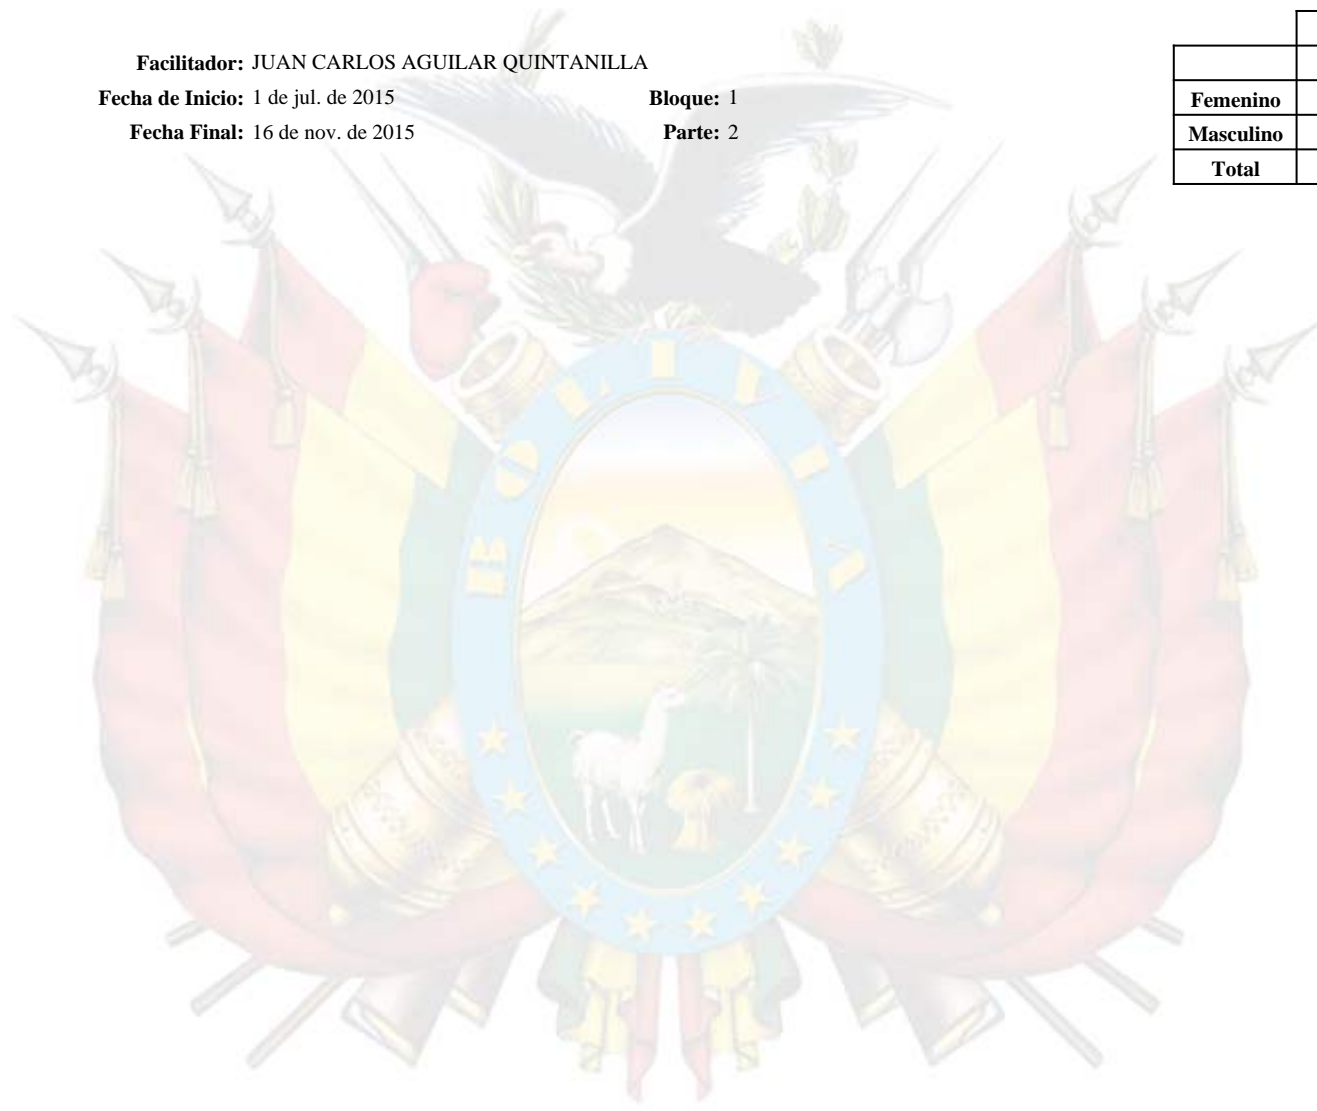 Facilitador: JUAN CARLOS AGUILAR QUINTANILLA
Fecha de Inicio: 1 de jul. de 2015 Bloque: 1
Fecha Final: 16 de nov. de 2015 Parte: 2
Femenino
Masculino
Total
BOLIVIA